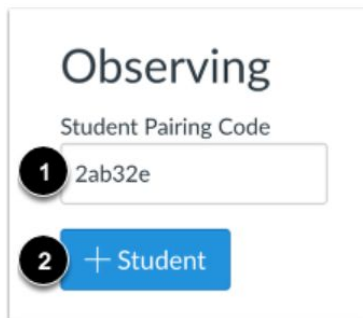 Observing
Student Pairing Code
1 2ab32e
2 + Student